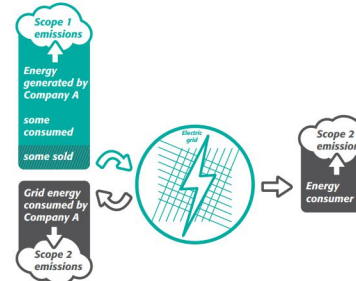 Scope 1
emissions
Energy
generated by
Company A
some
consumed
some sold
Electric
grid
Grid energy
consumed by
Company A
Scope 2
emissions
Scope 2
emission
Energy
consumer